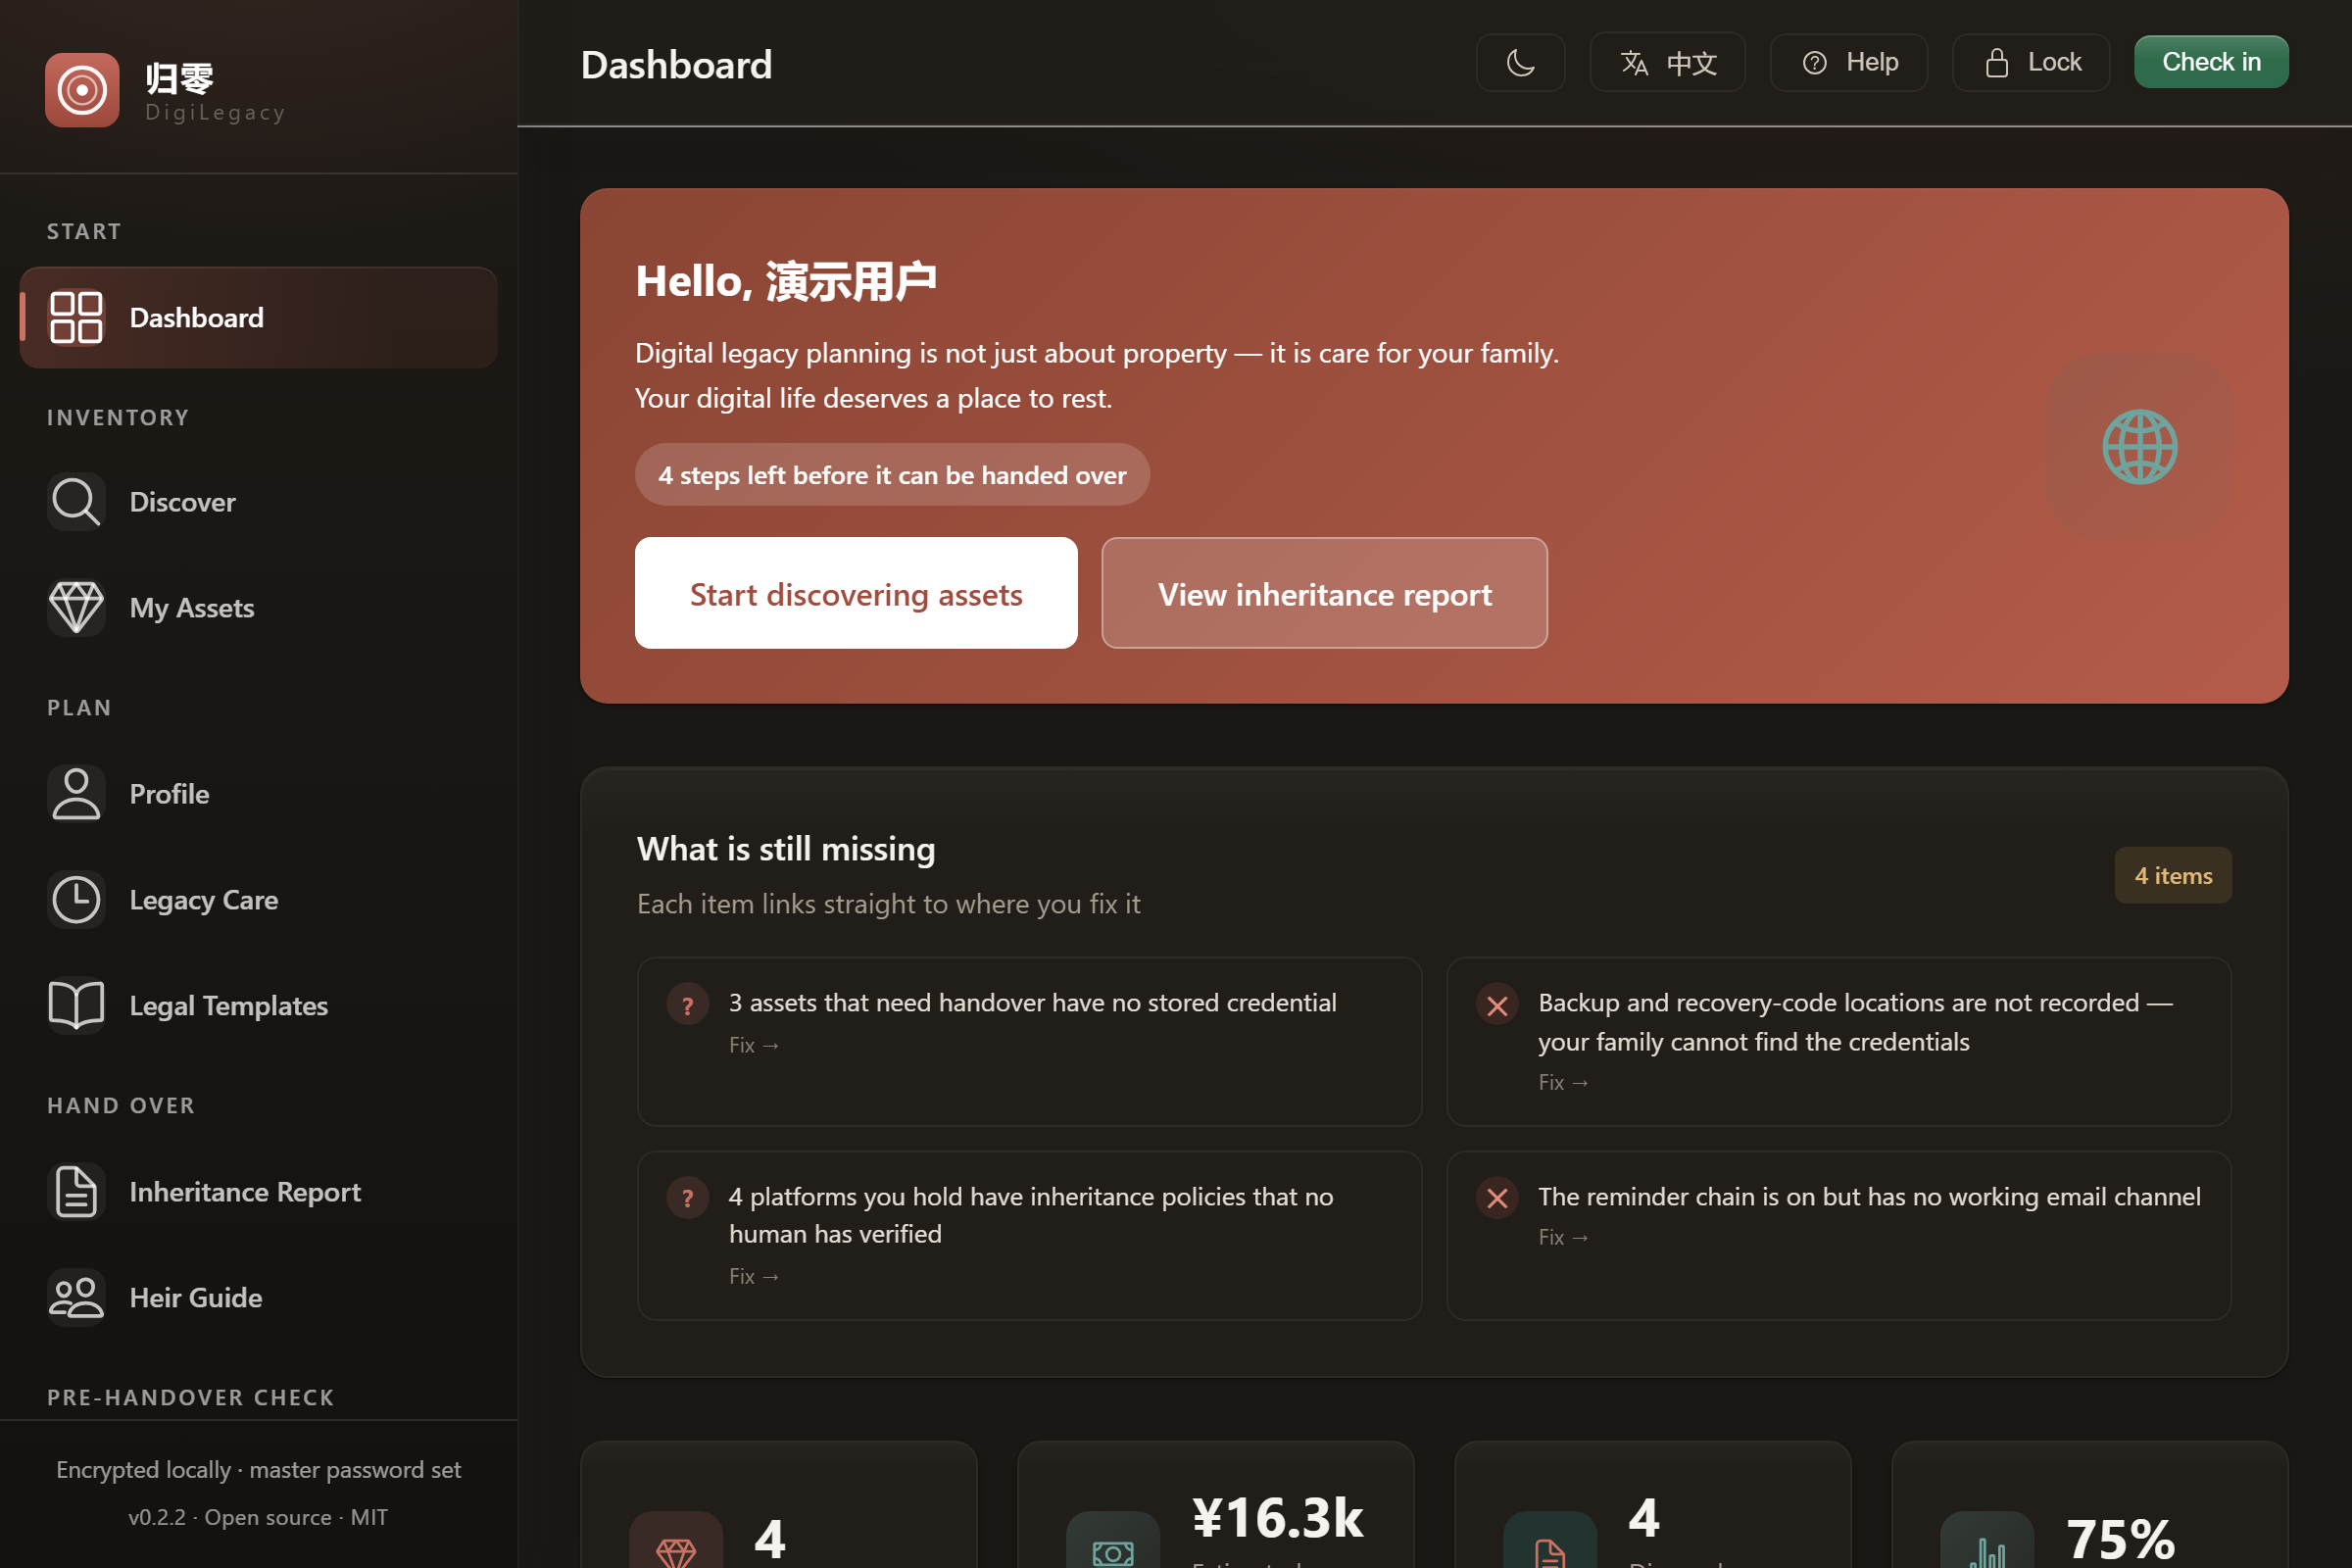 归零
DigiLegacy
START
Dashboard
INVENTORY
Discover
My Assets
PLAN
Profile
Legacy Care
Legal Templates
HAND OVER
Inheritance Report
Heir Guide
PRE-HANDOVER CHECK
Encrypted locally · master password set
v0.2.2 · Open source · MIT
Dashboard
中文
Help
Lock
Check in
Hello, 演示用户
Digital legacy planning is not just about property — it is care for your family.
Your digital life deserves a place to rest.
4 steps left before it can be handed over
Start discovering assets
View inheritance report
What is still missing
Each item links straight to where you fix it
4 items
3 assets that need handover have no stored credential
Fix →
Backup and recovery-code locations are not recorded —
your family cannot find the credentials
Fix →
4 platforms you hold have inheritance policies that no
human has verified
Fix →
The reminder chain is on but has no working email channel
Fix →
4
¥16.3k
4
75%